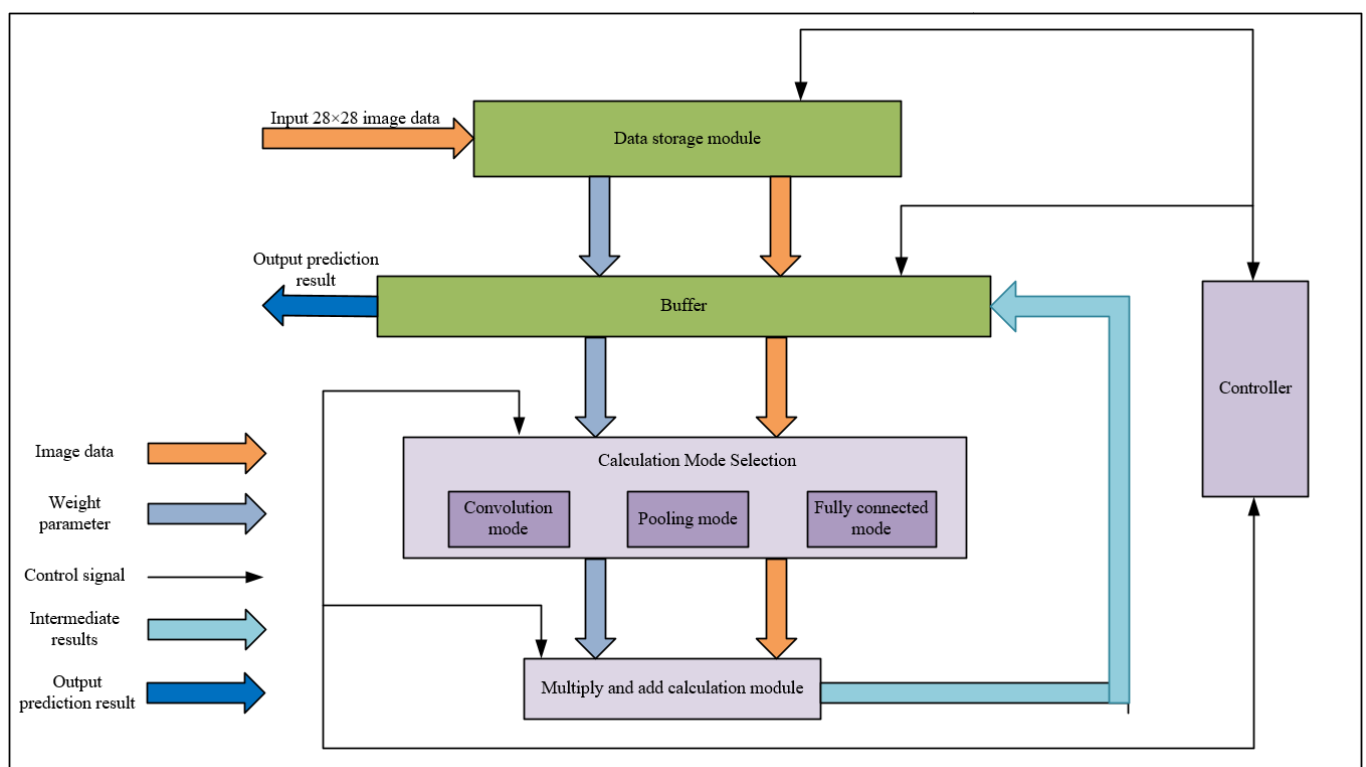 Input 28×28 image data
Data storage module
Output prediction
result
Buffer
Controller
Calculation Mode Selection
Convolution
mode
Pooling mode
Fully connected
mode
Multiply and add calculation module
Image data
Weight
parameter
Control signal
Intermediate
results
Output
prediction result